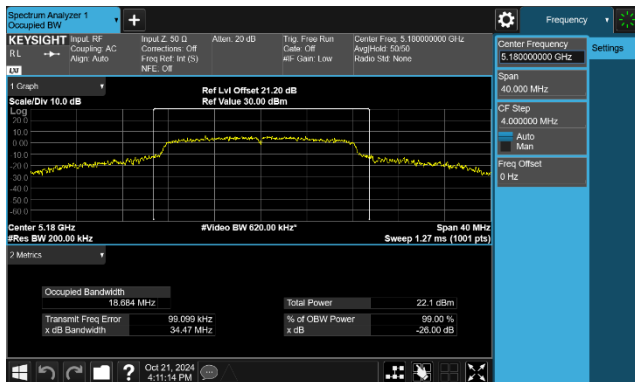 Spectrum Analyzer 1
Occupied BW
Frequency
KEYSIGHT Input: RF Input Z: 50 Ω Atten: 20 dB Trig: Free Run Center Freq: 5.180000000 GHz
RL Coupling: AC Corrections: Off Gate: Off Avg|Hold: 50/50
Align: Auto Freq Ref: Int (S) #IF Gain: Low Radio Std: None
NFE: Off
LXI
Center Frequency
5.180000000 GHz
Settings
Span
40.000 MHz
CF Step
4.000000 MHz
Auto
Man
Freq Offset
0 Hz
1 Graph
Ref Lvl Offset 21.20 dB
Scale/Div 10.0 dB Ref Value 30.00 dBm
Log
20.0
10.0
0.00
-10.0
-20.0
-30.0
-40.0
-50.0
-60.0
Center 5.18 GHz #Video BW 620.00 kHz* Span 40 MHz
#Res BW 200.00 kHz Sweep 1.27 ms (1001 pts)
2 Metrics
Occupied Bandwidth
18.684 MHz Total Power 22.1 dBm
Transmit Freq Error 99.099 kHz % of OBW Power 99.00 %
x dB Bandwidth 34.47 MHz x dB -26.00 dB
Oct 21, 2024
4:11:14 PM